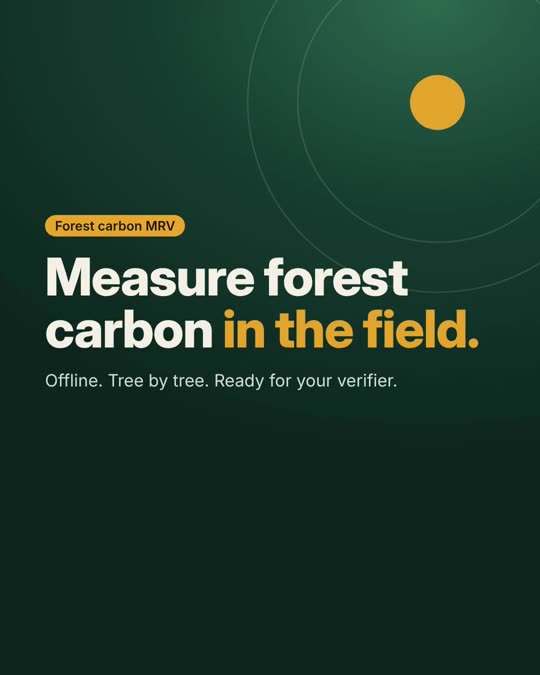 Forest carbon MRV
Measure forest
carbon in the field.
Offline. Tree by tree. Ready for your verifier.